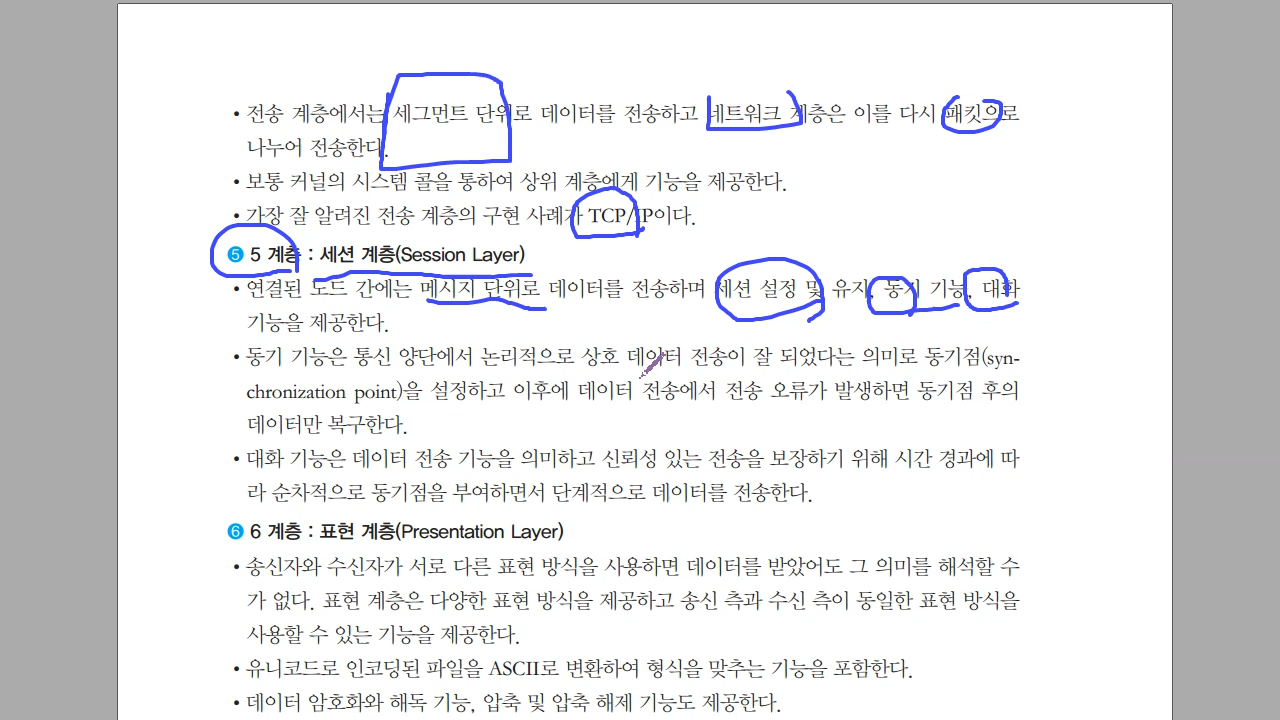 • 전송 계층에서는 세그먼트 단위로 데이터를 전송하고 네트워크 계층은 이를 다시 패킷으로
나누어 전송한다.
• 보통 커널의 시스템 콜을 통하여 상위 계층에게 기능을 제공한다.
• 가장 잘 알려진 전송 계층의 구현 사례가 TCP/IP이다.
5 5 계층 : 세션 계층(Session Layer)
• 연결된 노드 간에는 메시지 단위로 데이터를 전송하며 세션 설정 및 유지, 동기 기능, 대화
기능을 제공한다.
• 동기 기능은 통신 양단에서 논리적으로 상호 데이터 전송이 잘 되었다는 의미로 동기점(syn-
chronization point)을 설정하고 이후에 데이터 전송에서 전송 오류가 발생하면 동기점 후의
데이터만 복구한다.
• 대화 기능은 데이터 전송 기능을 의미하고 신뢰성 있는 전송을 보장하기 위해 시간 경과에 따
라 순차적으로 동기점을 부여하면서 단계적으로 데이터를 전송한다.
6 6 계층 : 표현 계층(Presentation Layer)
• 송신자와 수신자가 서로 다른 표현 방식을 사용하면 데이터를 받았어도 그 의미를 해석할 수
가 없다. 표현 계층은 다양한 표현 방식을 제공하고 송신 측과 수신 측이 동일한 표현 방식을
사용할 수 있는 기능을 제공한다.
• 유니코드로 인코딩된 파일을 ASCII로 변환하여 형식을 맞추는 기능을 포함한다.
• 데이터 암호화와 해독 기능, 압축 및 압축 해제 기능도 제공한다.